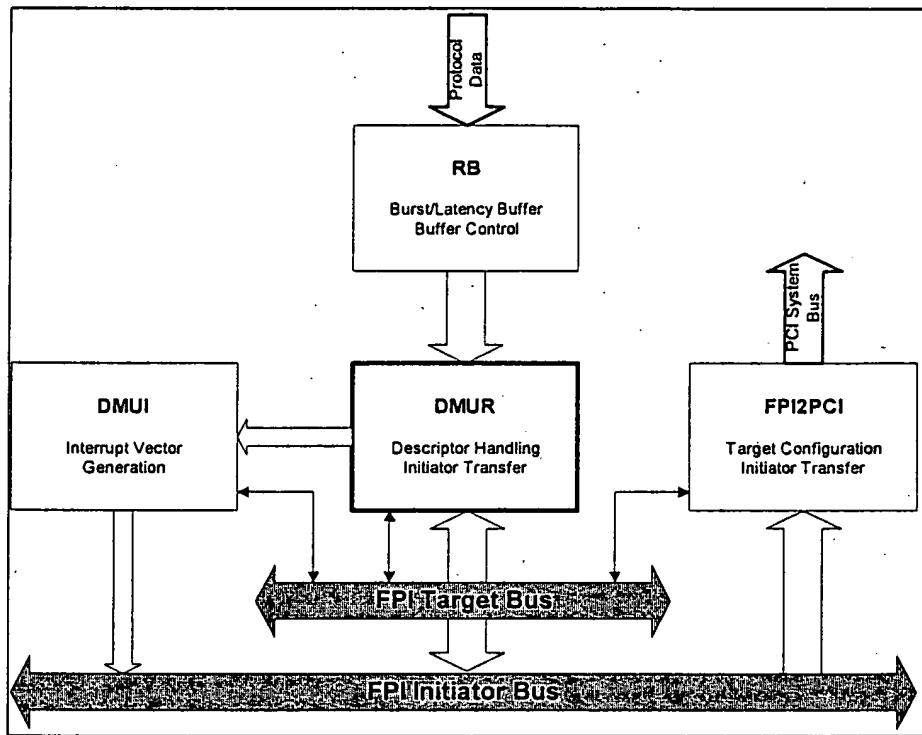 Protocol
Data
RB
Burst/Latency Buffer
Buffer Control
PCI System
Bus
DMUI
Interrupt Vector
Generation
DMUR
Descriptor Handling
Initiator Transfer
FPI2PCI
Target Configuration
Initiator Transfer
FPI Target Bus
FPI Initiator Bus